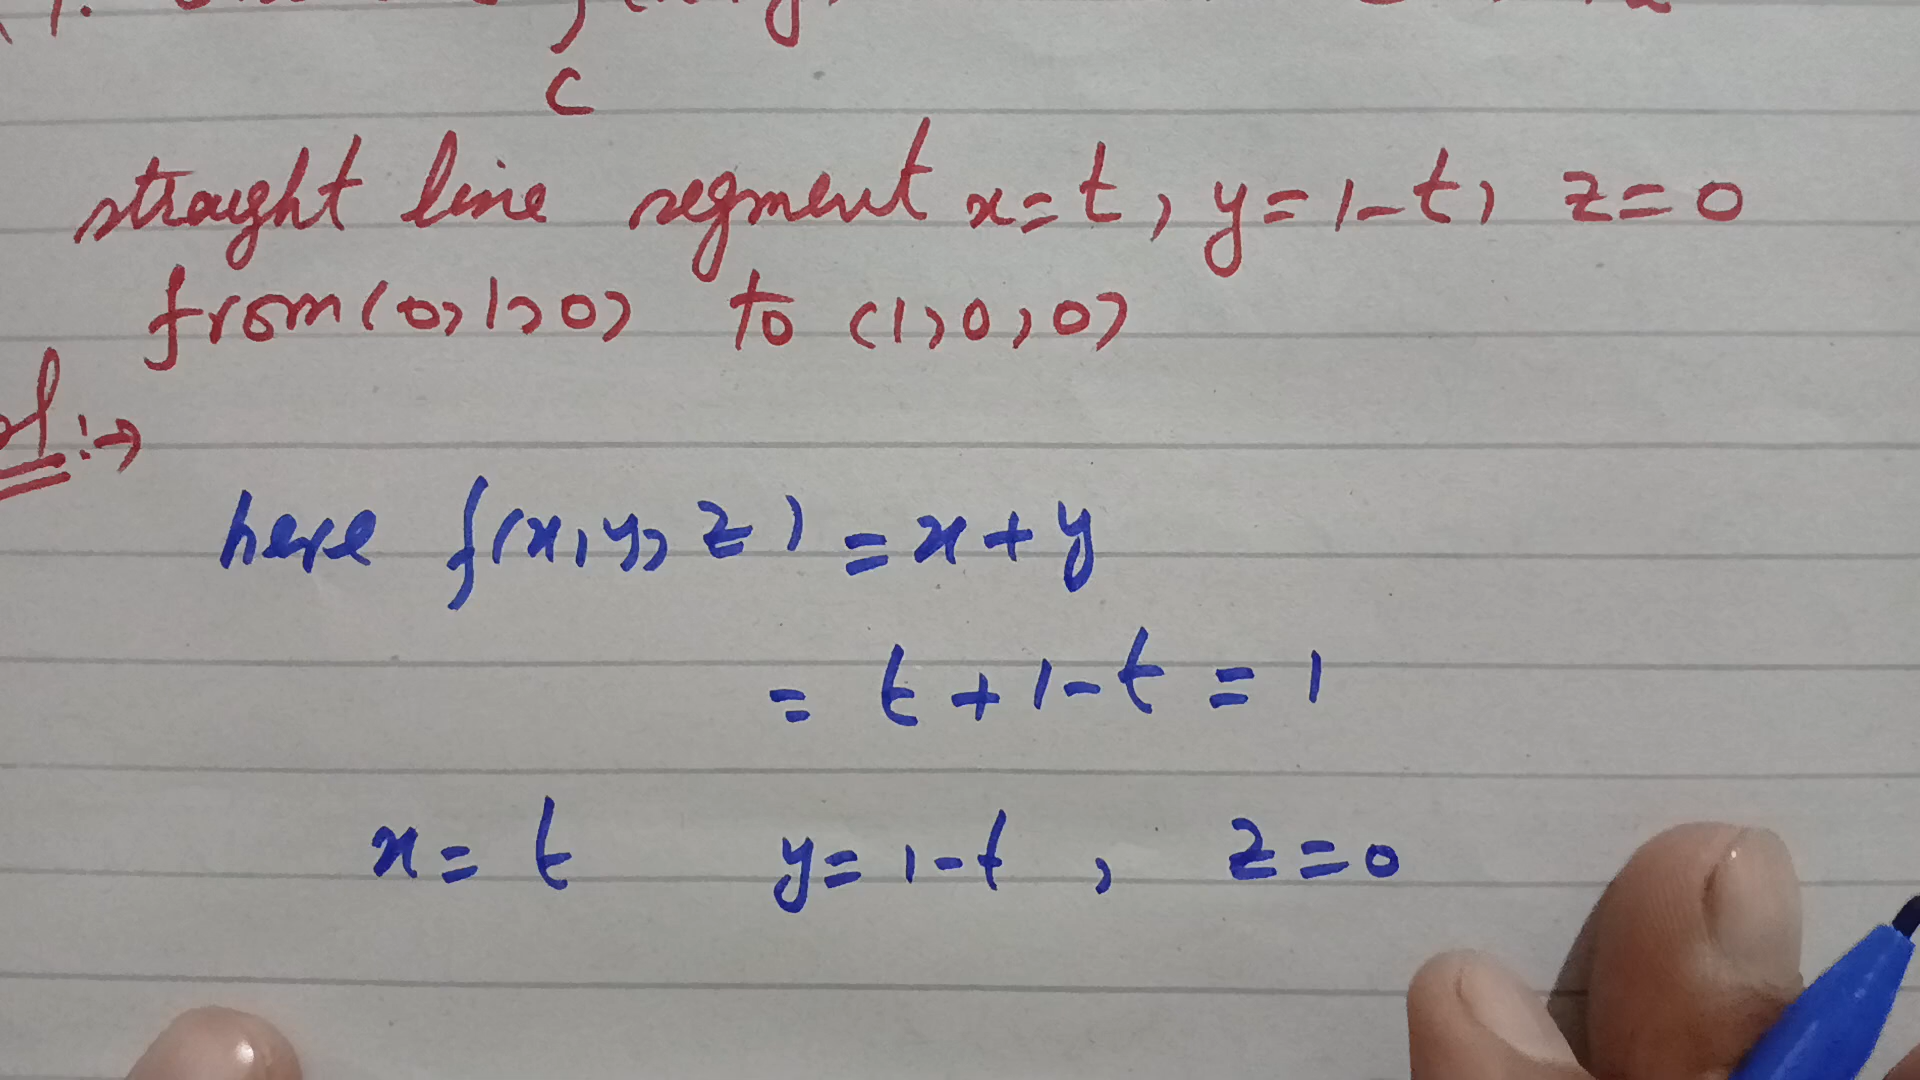 C
straight line segment x=t, y=1-t, z=0
from (0,1,0) to (1,0,0)
:→
here f(x,y,z) = x+y
= t+1-t = 1
x=t y=1-t, z=0